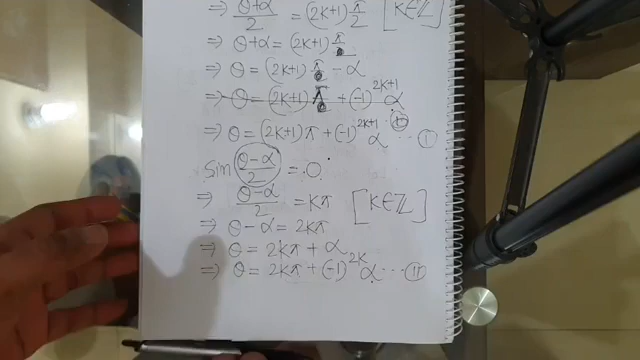 ⇒ θ+α/2 = (2k+1) π/2 [k∈ℤ]
⇒ θ+α = (2k+1) π
⇒ θ = (2k+1) π - α
⇒ θ = (2k+1) π + (-1)^2k+1 α
⇒ θ = (2k+1) π + (-1)^2k+1 α ... Ⓘ
sin (θ-α)/2 = 0
⇒ θ-α/2 = kπ [k∈ℤ]
⇒ θ-α = 2kπ
⇒ θ = 2kπ + α
⇒ θ = 2kπ + (-1)^2k α ... Ⅱ